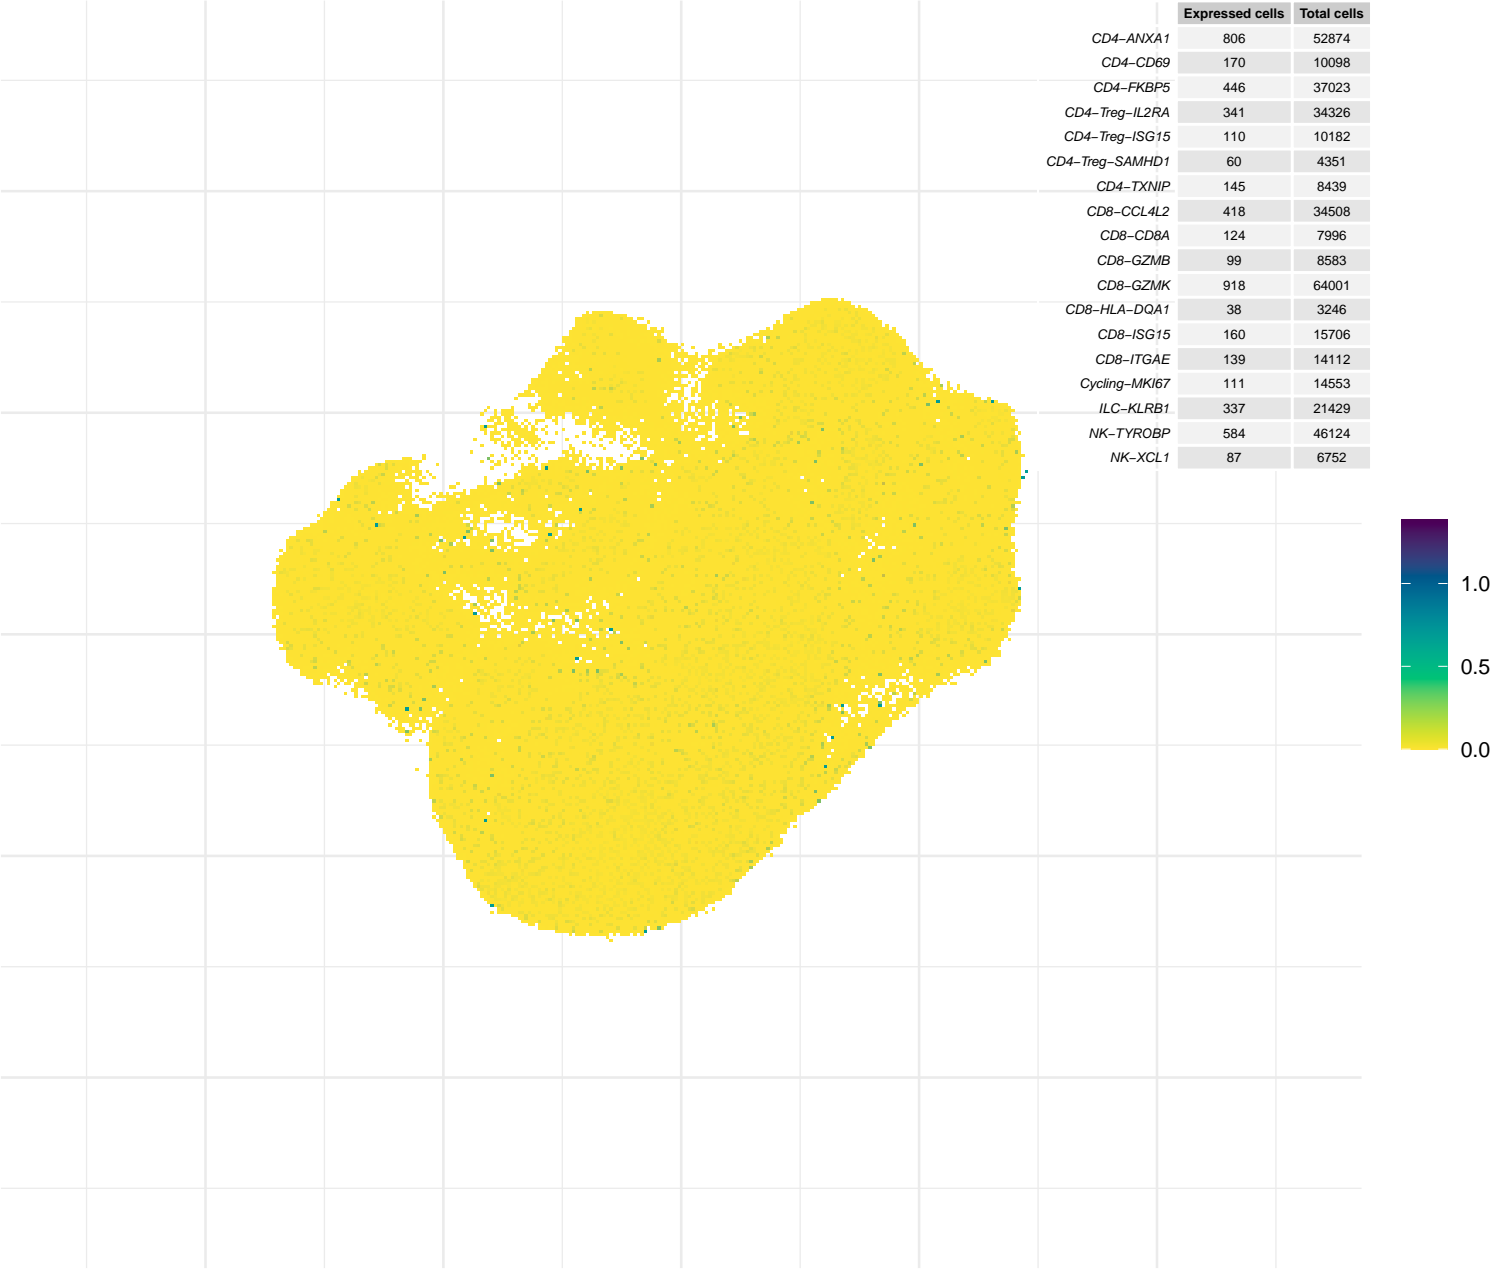 Expressed cells Total cells
CD4−ANXA1 806 52874
CD4−CD69 170 10098
CD4−FKBP5 446 37023
CD4−Treg−IL2RA 341 34326
CD4−Treg−ISG15 110 10182
CD4−Treg−SAMHD1 60 4351
CD4−TXNIP 145 8439
CD8−CCL4L2 418 34508
CD8−CD8A 124 7996
CD8−GZMB 99 8583
CD8−GZMK 918 64001
CD8−HLA−DQA1 38 3246
CD8−ISG15 160 15706
CD8−ITGAE 139 14112
Cycling−MKI67 111 14553
ILC−KLRB1 337 21429
NK−TYROBP 584 46124
NK−XCL1 87 6752
1.0
0.5
0.0